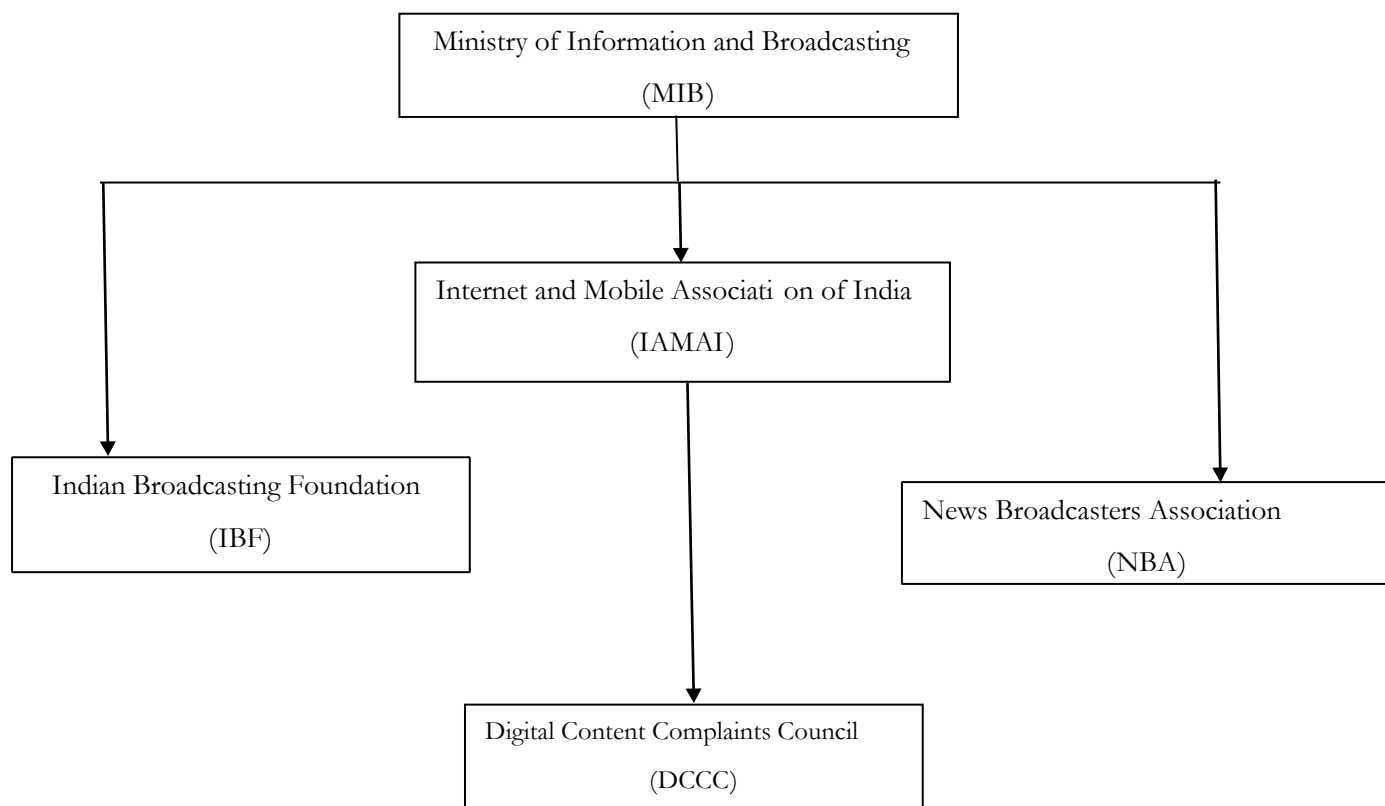 Ministry of Information and Broadcasting
(MIB)
Internet and Mobile Associati on of India
(IAMAI)
Indian Broadcasting Foundation
(IBF)
News Broadcasters Association
(NBA)
Digital Content Complaints Council
(DCCC)